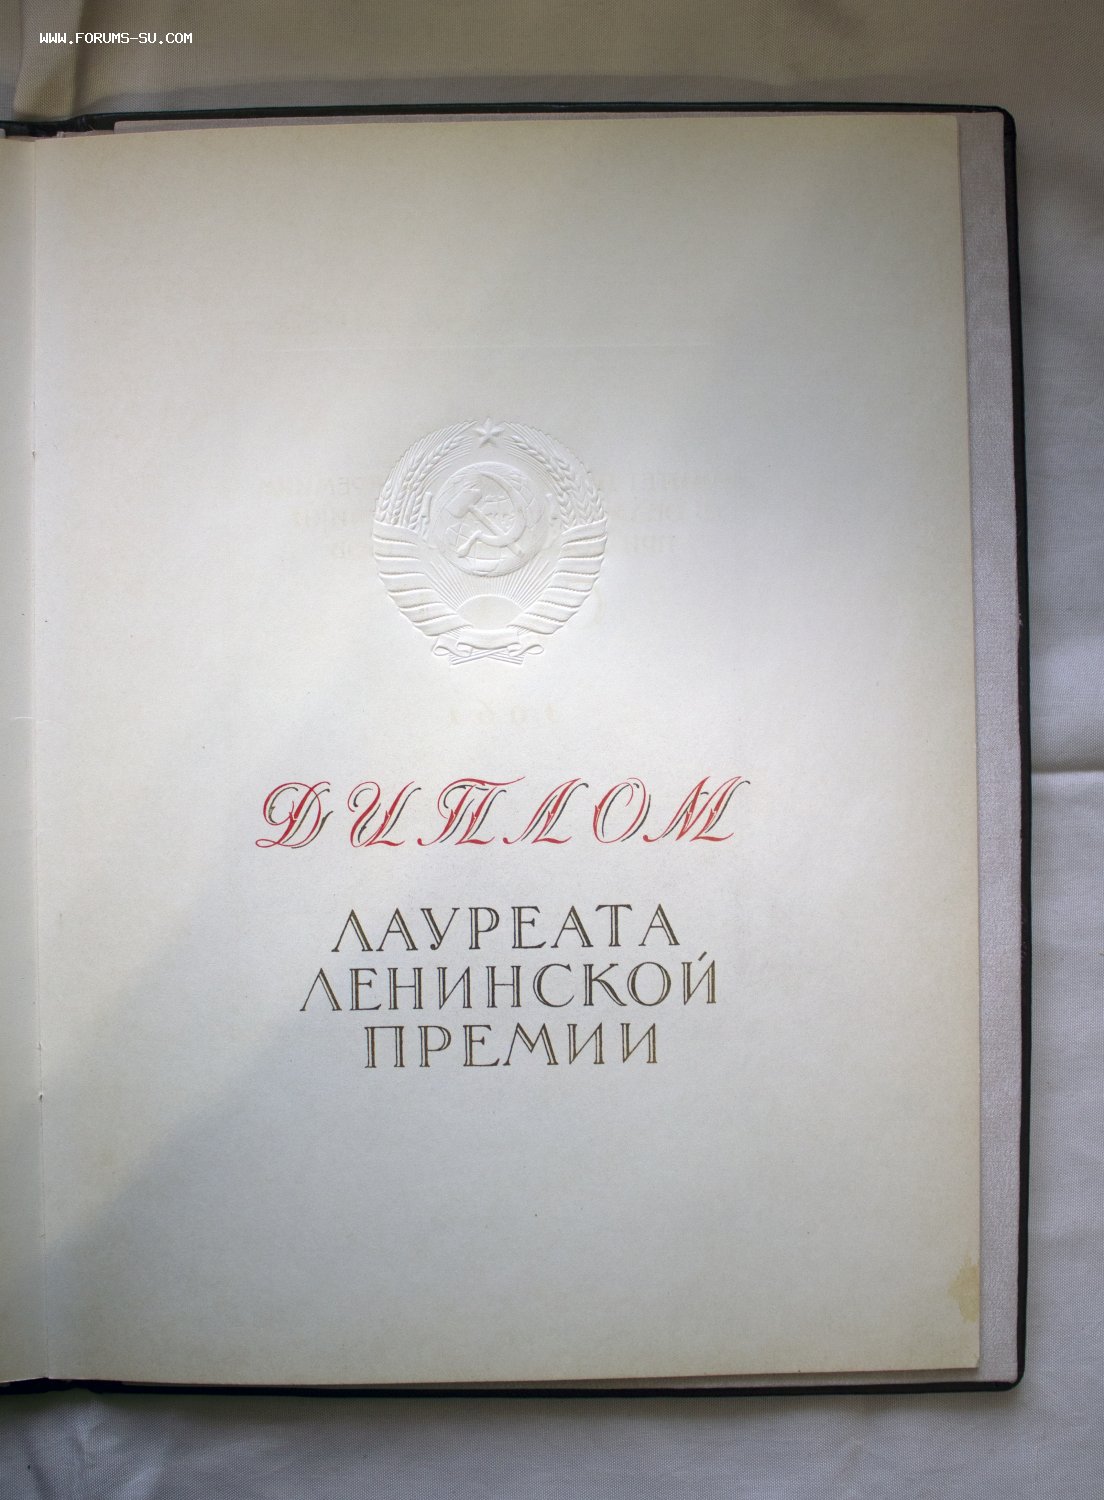 WWW.FORUMS-SU.COM
ДИПЛОМ
ЛАУРЕАТА
ЛЕНИНСКОЙ
ПРЕМИИ